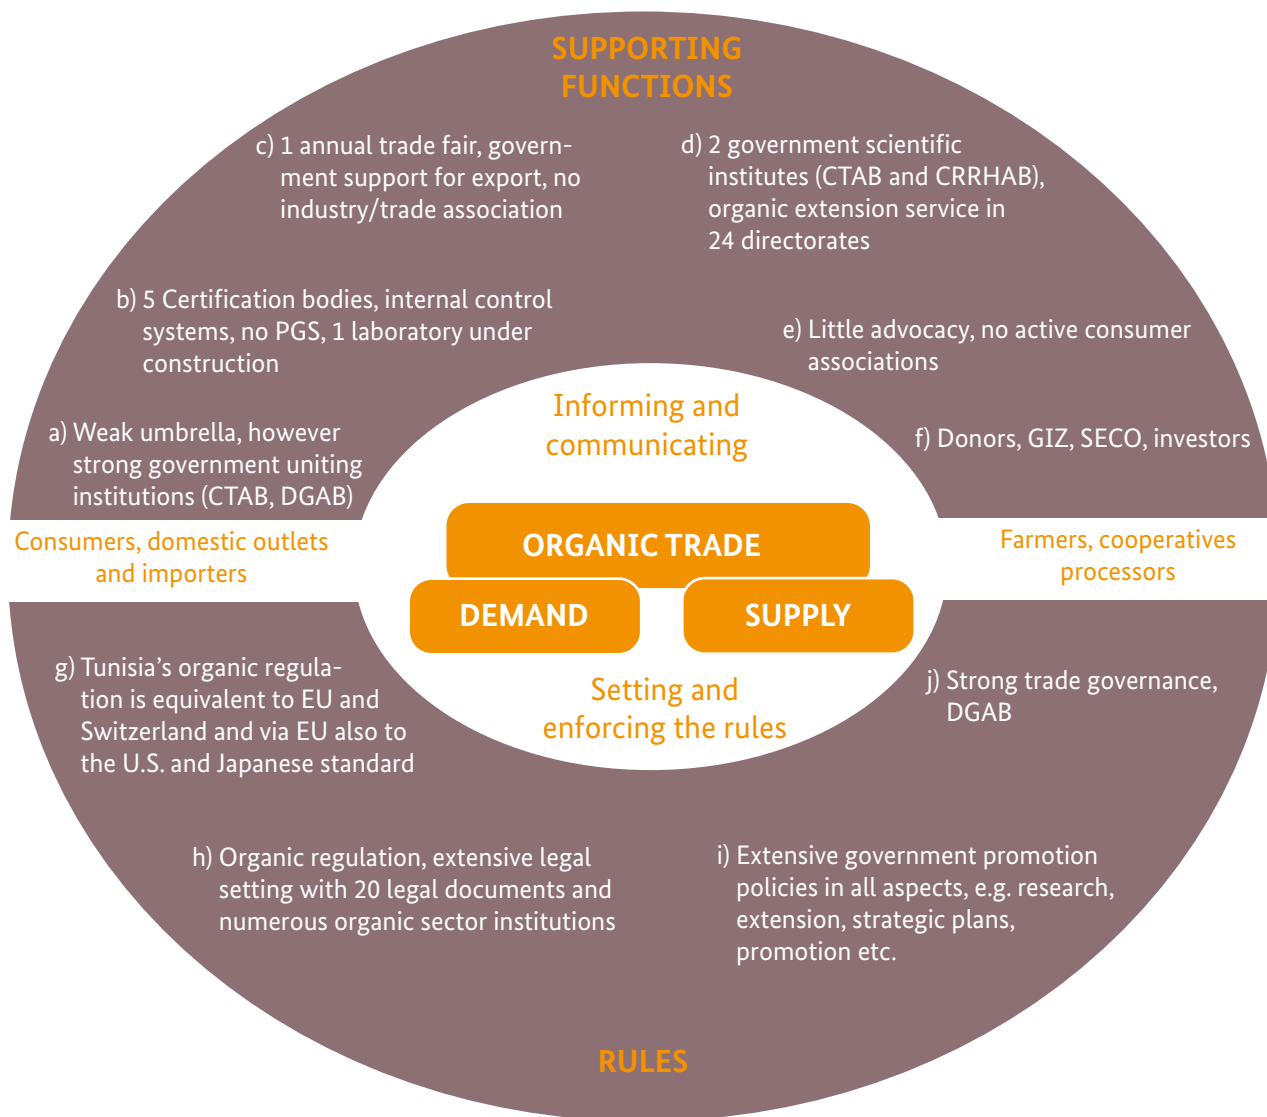 SUPPORTING
FUNCTIONS
c) 1 annual trade fair, govern-
ment support for export, no
industry/trade association
d) 2 government scientific
institutes (CTAB and CRRHAB),
organic extension service in
24 directorates
b) 5 Certification bodies, internal control
systems, no PGS, 1 laboratory under
construction
e) Little advocacy, no active consumer
associations
a) Weak umbrella, however
strong government uniting
institutions (CTAB, DGAB)
Informing and
communicating
f) Donors, GIZ, SECO, investors
Consumers, domestic outlets
and importers
ORGANIC TRADE
DEMAND
SUPPLY
Farmers, cooperatives
processors
g) Tunisia’s organic regula-
tion is equivalent to EU and
Switzerland and via EU also to
the U.S. and Japanese standard
Setting and
enforcing the rules
j) Strong trade governance,
DGAB
h) Organic regulation, extensive legal
setting with 20 legal documents and
numerous organic sector institutions
i) Extensive government promotion
policies in all aspects, e.g. research,
extension, strategic plans,
promotion etc.
RULES